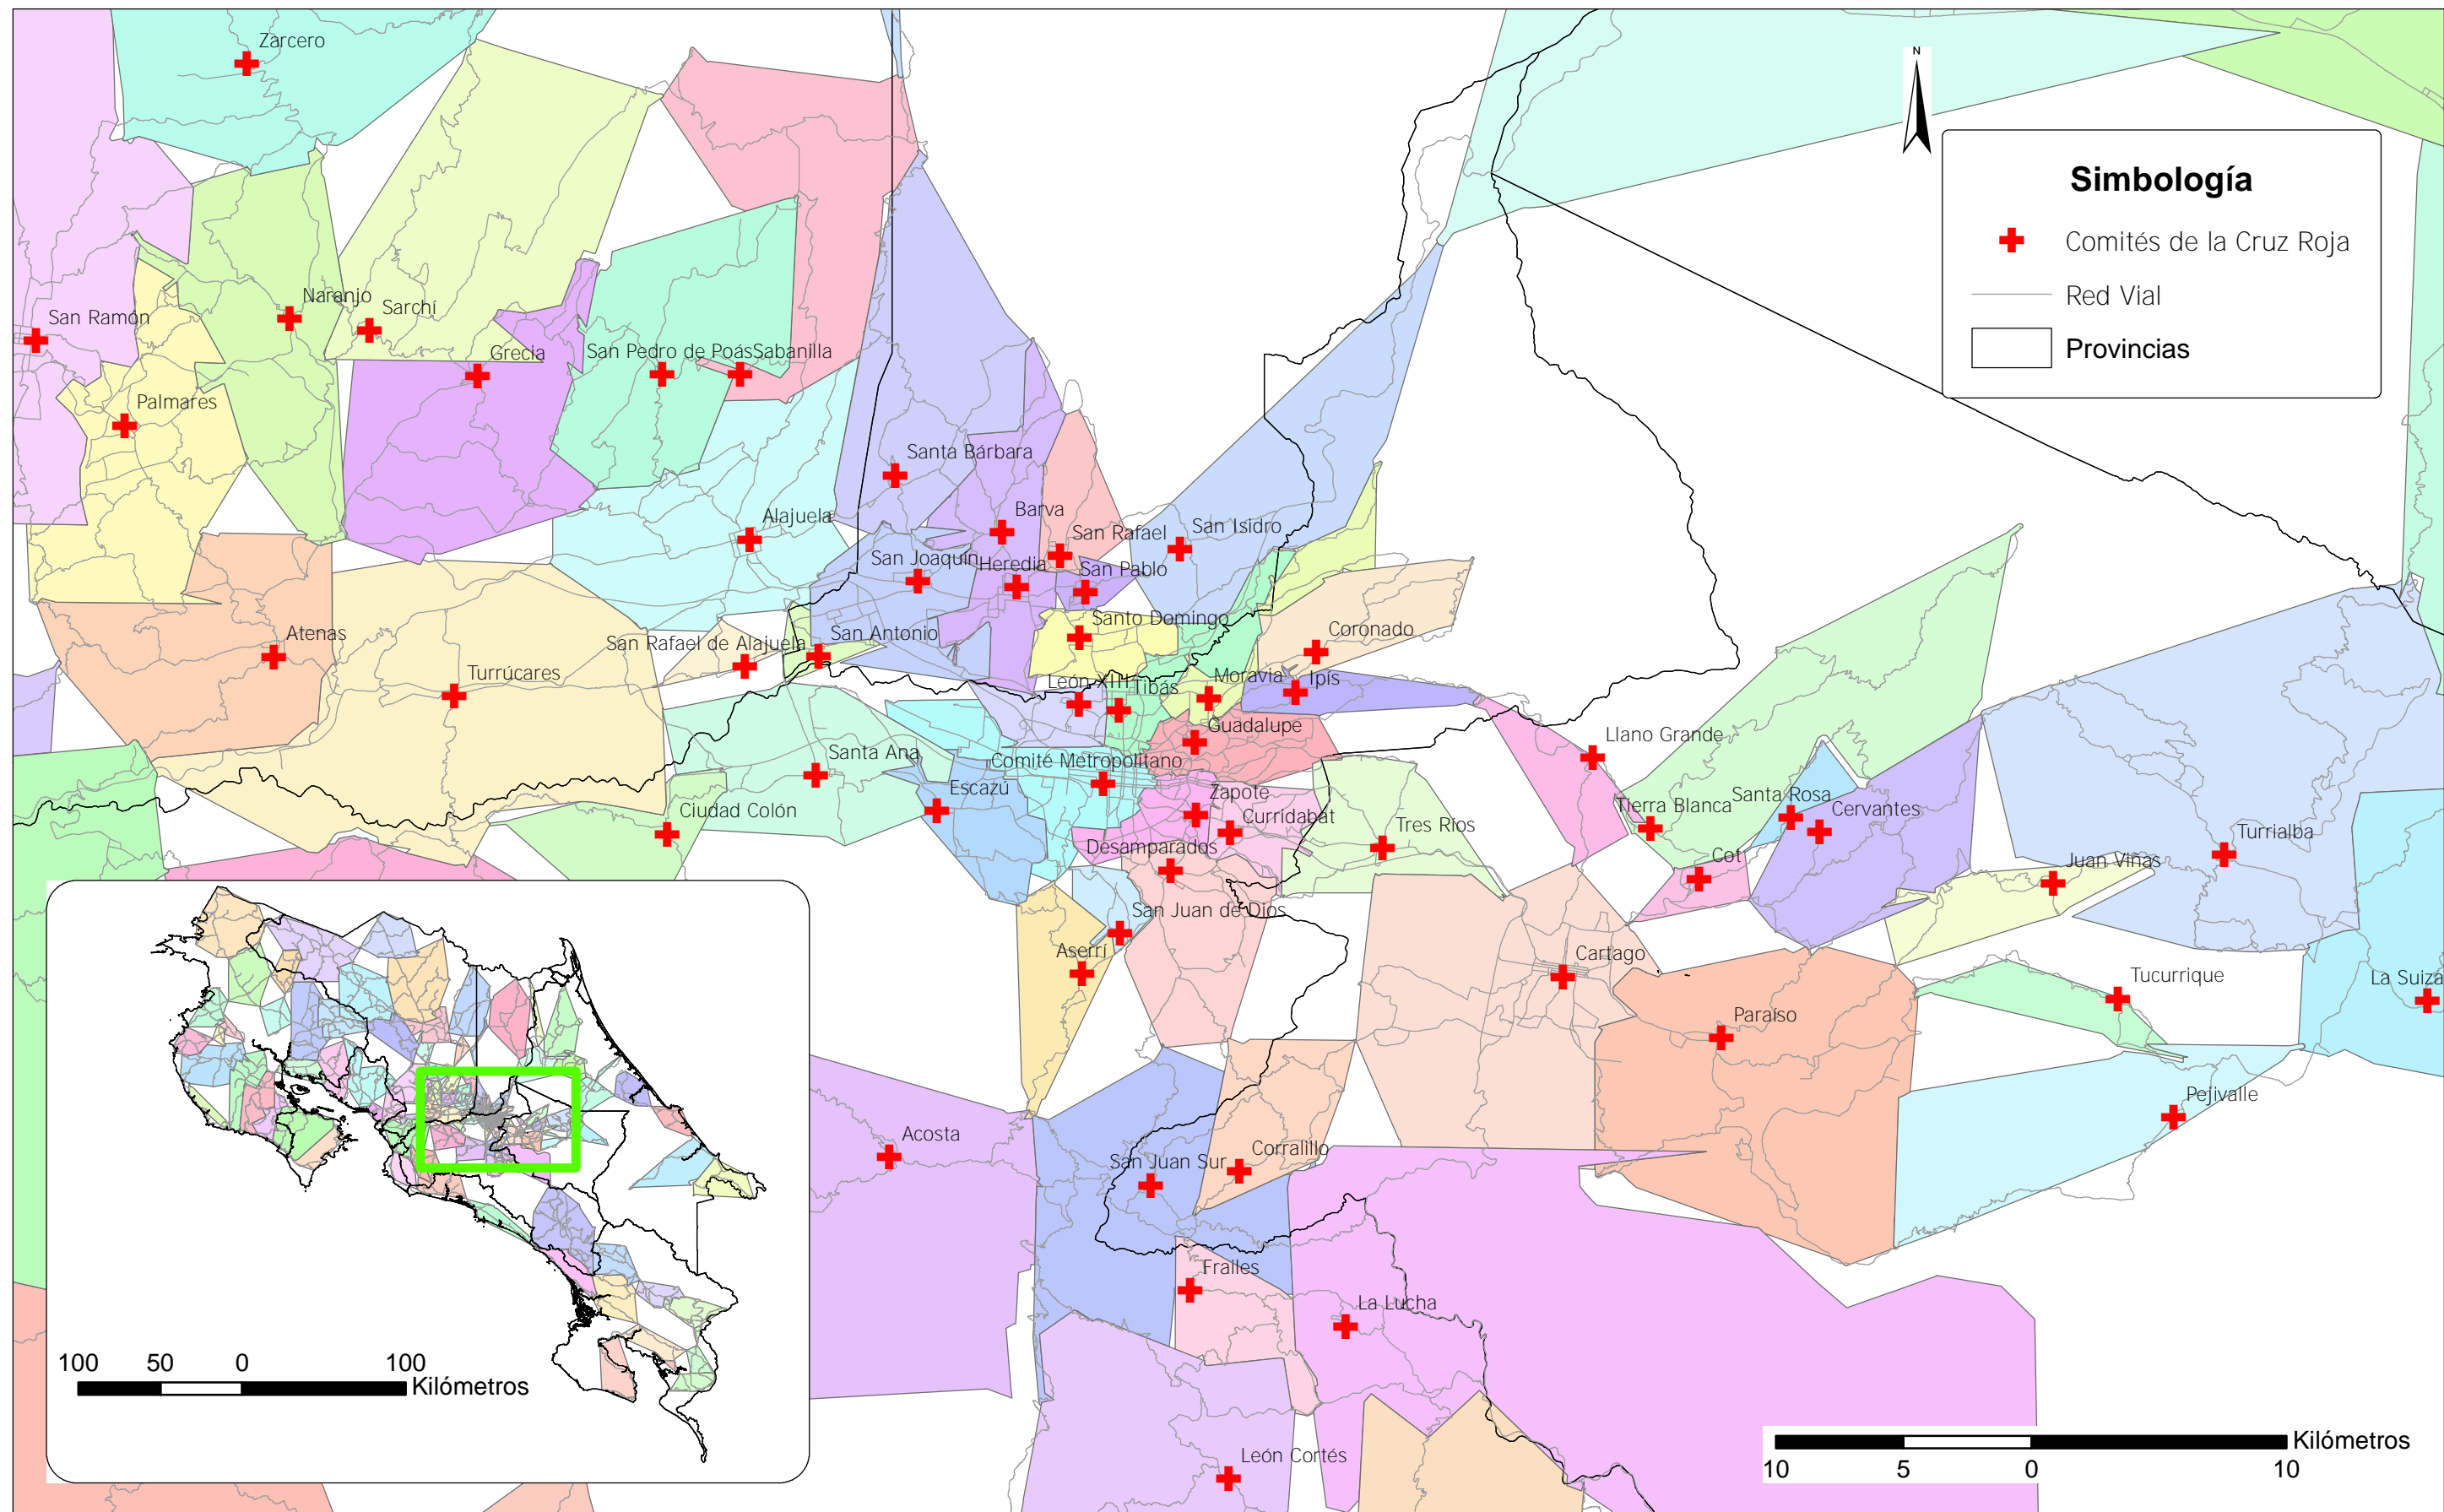 Zarcero
N
Simbología
Comités de la Cruz Roja
Red Vial
Provincias
Naranjo
Sarchí
San Ramón
Grecia
San Pedro de Poás
Sabanilla
Palmares
Santa Bárbara
Alajuela
Barva
San Rafael
San Isidro
San Joaquín
Heredia
San Pablo
Santo Domingo
Atenas
Turrúcares
San Rafael de Alajuela
San Antonio
Coronado
León XIII
Tibás
Moravia
Ipís
Guadalupe
Llano Grande
Santa Ana
Comité Metropolitano
Escazú
Ciudad Colón
Zapote
Curridabat
Tres Ríos
Tierra Blanca
Santa Rosa
Cervantes
Turrialba
Desamparados
Cot
Juan Viñas
San Juan de Dios
Aserrí
Cartago
Tucurrique
La Suiza
Paraíso
Pejivalle
Acosta
San Juan Sur
Corralillo
Frailes
La Lucha
León Cortés
100 50 0 100
Kilómetros
Kilómetros
10 5 0 10